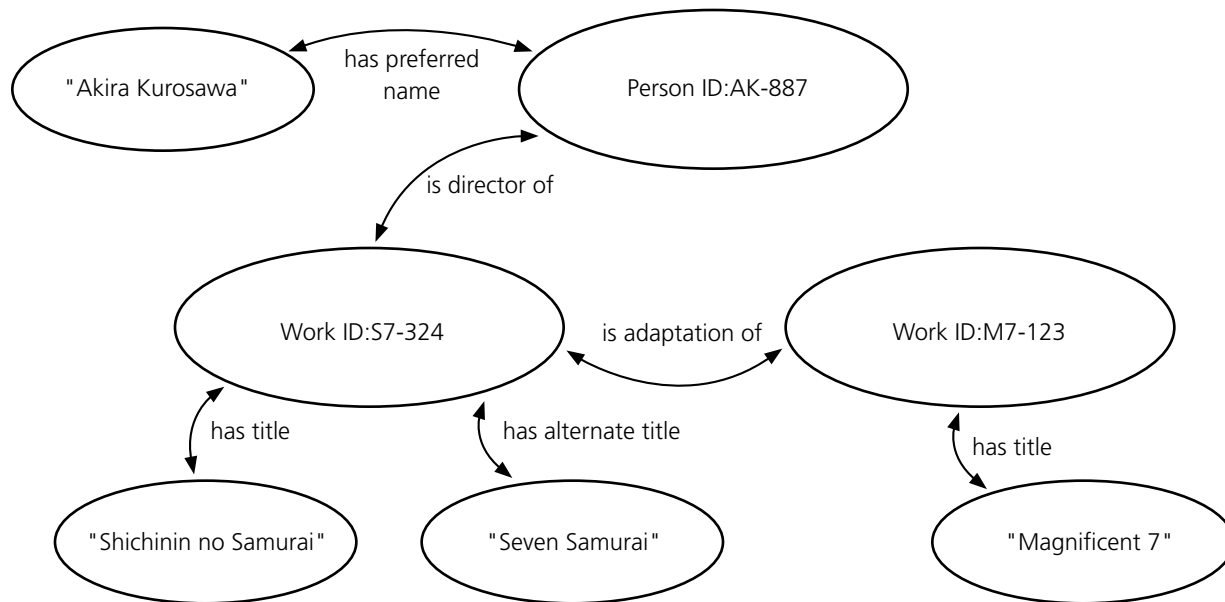 "Akira Kurosawa"
has preferred
name
Person ID:AK-887
is director of
Work ID:S7-324
is adaptation of
Work ID:M7-123
has title
has alternate title
has title
"Shichinin no Samurai"
"Seven Samurai"
"Magnificent 7"